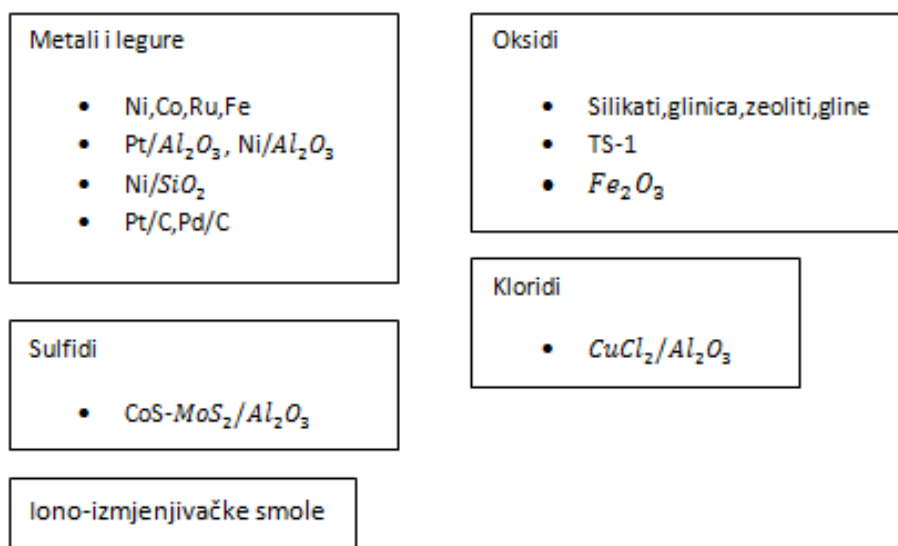 Metali i legure
• Ni,Co,Ru,Fe
• Pt/Al₂O₃ , Ni/Al₂O₃
• Ni/SiO₂
• Pt/C,Pd/C
Sulfidi
• CoS-MoS₂/Al₂O₃
Iono-izmjenjivačke smole
Oksidi
• Silikati,glinica,zeoliti,gline
• TS-1
• Fe₂O₃
Kloridi
• CuCl₂/Al₂O₃